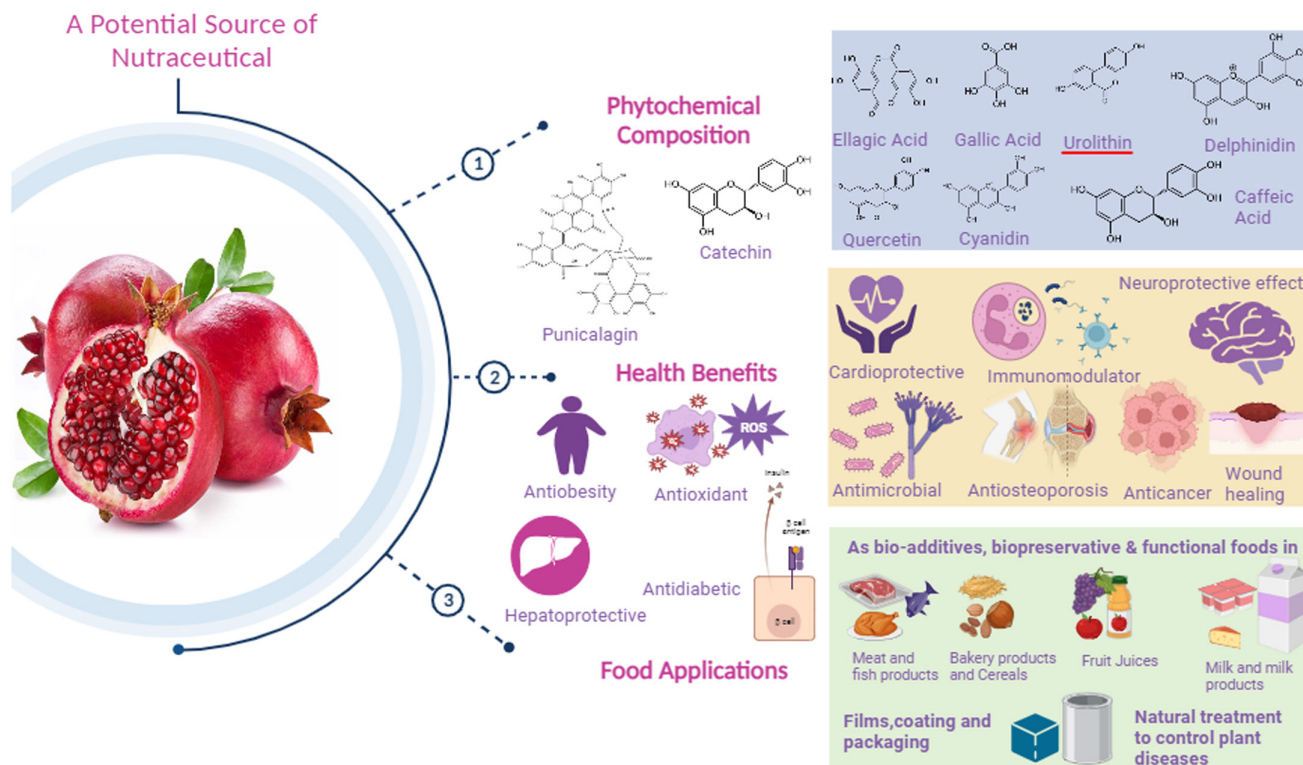 A Potential Source of
Nutraceutical
1
Phytochemical
Composition
Punicalagin
Catechin
Ellagic Acid
Gallic Acid
Urolithin
Delphinidin
Quercetin
Cyanidin
Caffeic
Acid
2
Health Benefits
Antiobesity
ROS
Antioxidant
Hepatoprotective
Antidiabetic
Insulin
β cell
antigen
β cell
Cardioprotective
Immunomodulator
Neuroprotective effect
Antimicrobial
Antiosteoporosis
Anticancer
Wound
healing
3
Food Applications
As bio-additives, biopreservative & functional foods in
Meat and
fish products
Bakery products
and Cereals
Fruit Juices
Milk and milk
products
Films,coating and
packaging
Natural treatment
to control plant
diseases